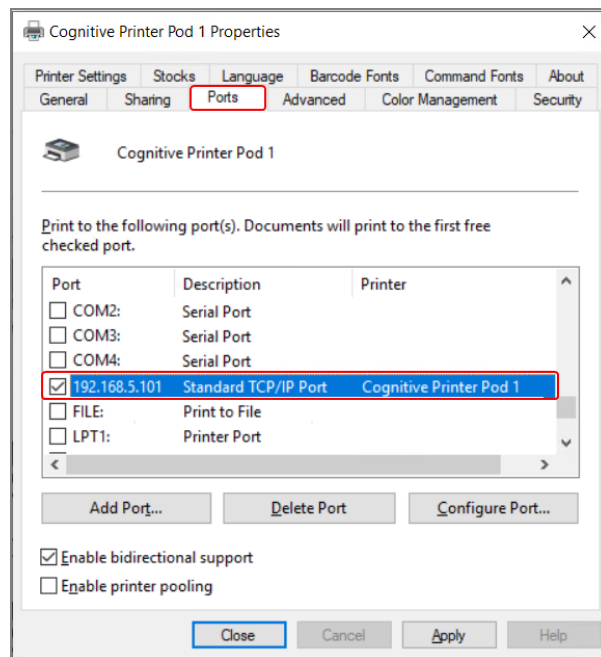 Cognitive Printer Pod 1 Properties
Printer Settings Stocks Language Barcode Fonts Command Fonts About
General Sharing Ports Advanced Color Management Security
Cognitive Printer Pod 1
Print to the following port(s). Documents will print to the first free
checked port.
Port Description Printer
COM2: Serial Port
COM3: Serial Port
COM4: Serial Port
192.168.5.101 Standard TCP/IP Port Cognitive Printer Pod 1
FILE: Print to File
LPT1: Printer Port
Add Port... Delete Port Configure Port...
Enable bidirectional support
Enable printer pooling
Close Cancel Apply Help